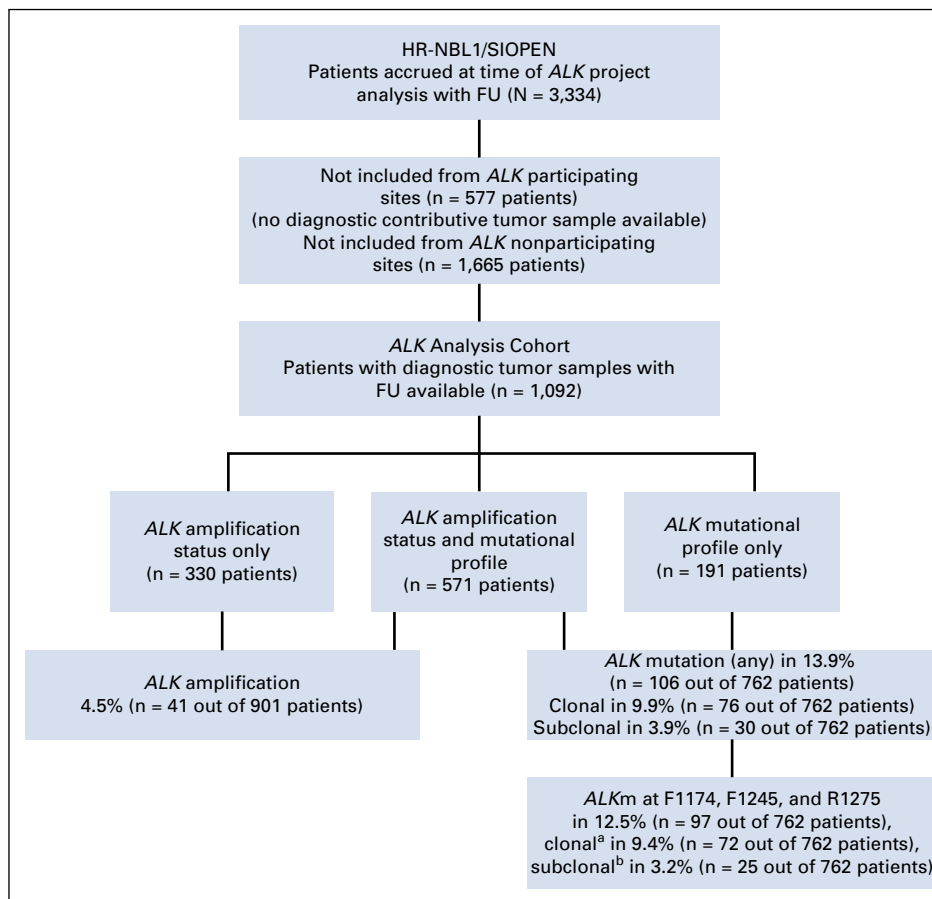 HR-NBL1/SIOPEN
Patients accrued at time of ALK project
analysis with FU (N = 3,334)
Not included from ALK participating
sites (n = 577 patients)
(no diagnostic contributive tumor sample available)
Not included from ALK nonparticipating
sites (n = 1,665 patients)
ALK Analysis Cohort
Patients with diagnostic tumor samples with
FU available (n = 1,092)
ALK amplification
status only
(n = 330 patients)
ALK amplification
status and mutational
profile
(n = 571 patients)
ALK mutational
profile only
(n = 191 patients)
ALK amplification
4.5% (n = 41 out of 901 patients)
ALK mutation (any) in 13.9%
(n = 106 out of 762 patients)
Clonal in 9.9% (n = 76 out of 762 patients)
Subclonal in 3.9% (n = 30 out of 762 patients)
ALKm at F1174, F1245, and R1275
in 12.5% (n = 97 out of 762 patients),
clonalᵃ in 9.4% (n = 72 out of 762 patients),
subclonalᵇ in 3.2% (n = 25 out of 762 patients)